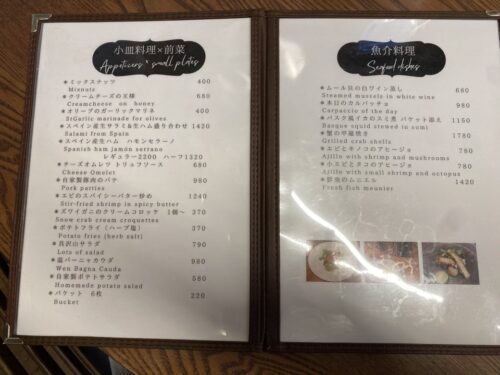 小皿料理×前菜
Appetizers * small plates
*ミックスナッツ 400
Mixnuts
*クリームチーズの天様 680
Creamcheese on honey
*オリーブのガーリックマリネ 400
StGarlic marinade for olives
*スペイン産生サラミ&生ハム盛り合わせ 1420
Salami from Spain
*スペイン産生ハム ハモンセラーノ
Spanish ham jamón serrano
レギュラー2200 ハーフ1320
*チーズオムレツ トリュフソース 680
Cheese Omelet
*自家製豚肉のパテ 980
Pork parties
*エビのスパイシーバター炒め 1240
Stir-fried shrimp in spicy butter
*ズワイガニのクリームコロッケ 1個〜 370
Snow crab cream croquettes
*ポテトフライ(ハーブ塩) 370
Potato fries (herb salt)
*具沢山サラダ 790
Lots of salad
*温バーニャカウダ 980
Wen Bagna Cauda
*自家製ポテトサラダ 580
Homemade potato salad
*バケット 6枚 220
Bucket
魚介料理
Seafood dishes
*ムール貝の白ワイン蒸し 660
Steamed mussels in white wine
*本日のカルパッチョ 980
Carpaccio of the day
*バスク風イカのスミ煮 バケット添え 1150
Basque squid stewed in sumi
*蟹の甲羅焼き 1780
Grilled crab shells
*エビとキノコのアヒージョ 780
Ajillo with shrimp and mushrooms
*小エビとタコのアヒージョ 760
Ajillo with small shrimp and octopus
*鮮魚のムニエル 1420
Fresh fish meunier